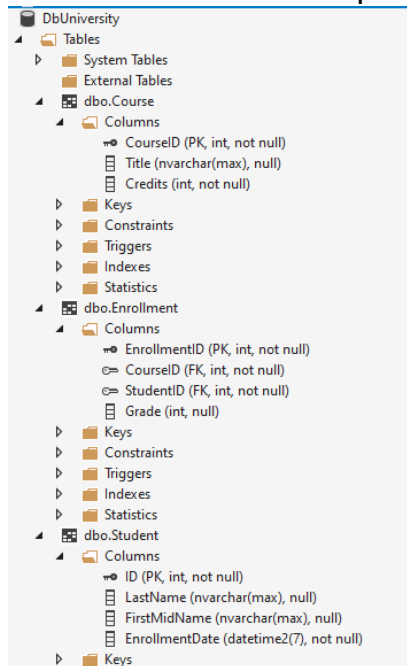 DbUniversity
Tables
System Tables
External Tables
dbo.Course
Columns
CourseID (PK, int, not null)
Title (nvarchar(max), null)
Credits (int, not null)
Keys
Constraints
Triggers
Indexes
Statistics
dbo.Enrollment
Columns
EnrollmentID (PK, int, not null)
CourseID (FK, int, not null)
StudentID (FK, int, not null)
Grade (int, null)
Keys
Constraints
Triggers
Indexes
Statistics
dbo.Student
Columns
ID (PK, int, not null)
LastName (nvarchar(max), null)
FirstMidName (nvarchar(max), null)
EnrollmentDate (datetime2(7), not null)
Keys